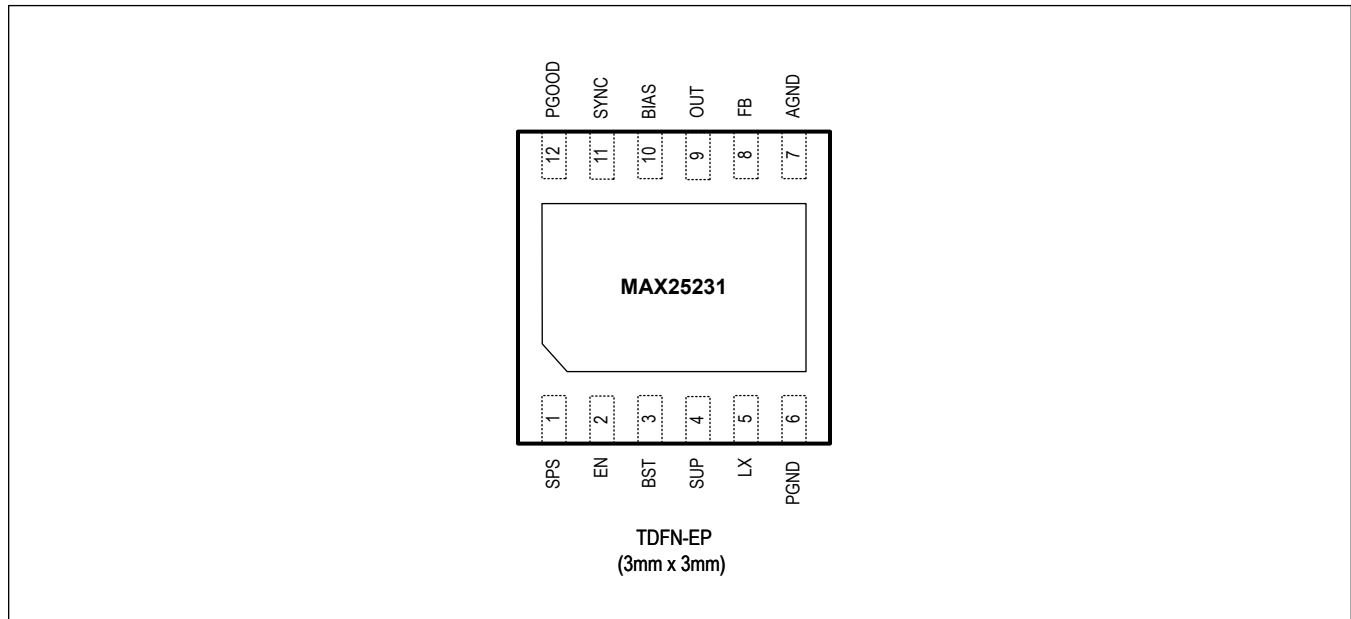 PGOOD SYNC BIAS OUT FB AGND
12 11 10 9 8 7
MAX25231
1 2 3 4 5 6
SPS EN BST SUP LX PGND
TDFN-EP
(3mm x 3mm)